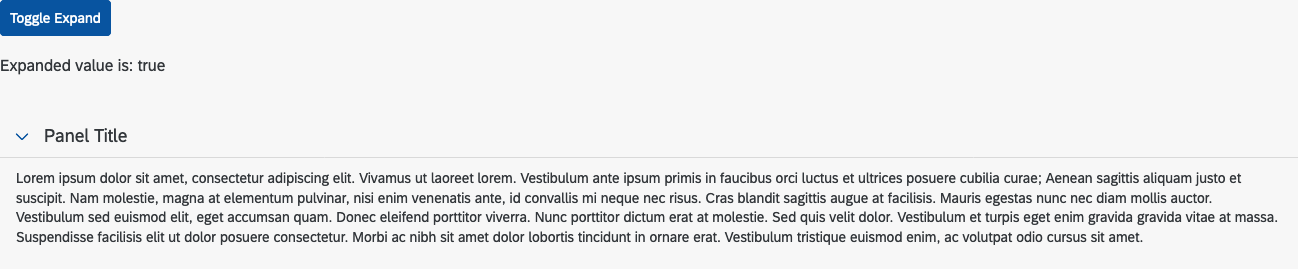 Toggle Expand
Expanded value is: true
Panel Title
Lorem ipsum dolor sit amet, consectetur adipiscing elit. Vivamus ut laoreet lorem. Vestibulum ante ipsum primis in faucibus orci luctus et ultrices posuere cubilia curae; Aenean sagittis aliquam justo et
suscipit. Nam molestie, magna at elementum pulvinar, nisi enim venenatis ante, id convallis mi neque nec risus. Cras blandit sagittis augue at facilisis. Mauris egestas nunc nec diam mollis auctor.
Vestibulum sed euismod elit, eget accumsan quam. Donec eleifend porttitor viverra. Nunc porttitor dictum erat at molestie. Sed quis velit dolor. Vestibulum et turpis eget enim gravida gravida vitae at massa.
Suspendisse facilisis elit ut dolor posuere consectetur. Morbi ac nibh sit amet dolor lobortis tincidunt in ornare erat. Vestibulum tristique euismod enim, ac volutpat odio cursus sit amet.